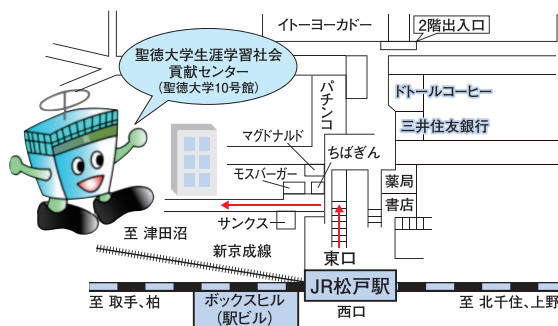 イトーヨーカドー
2階出入口
聖徳大学生涯学習社会
貢献センター
(聖徳大学10号館)
パチンコ
ドトールコーヒー
三井住友銀行
マグドナルド
ちばぎん
モスバーガー
薬局
書店
サンクス
至 津田沼
新京成線
東口
JR松戸駅
至 取手、柏
ボックスヒル
(駅ビル)
西口
至 北千住、上野